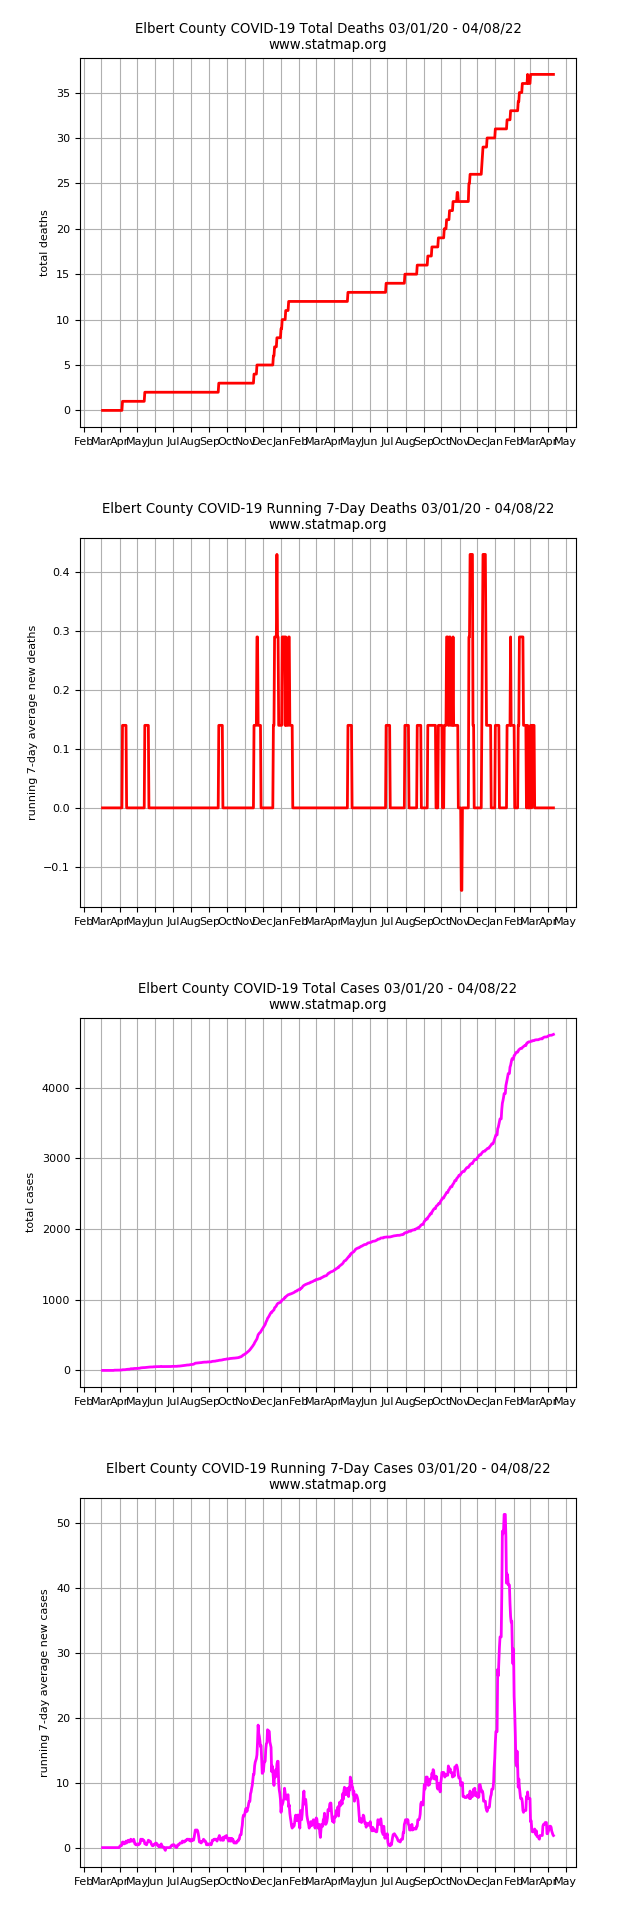 Elbert County COVID-19 Total Deaths 03/01/20 - 04/08/22
www.statmap.org
35
30
25
20
15
10
5
0
total deaths
Feb Mar Apr May Jun Jul Aug Sep Oct Nov Dec Jan Feb Mar Apr May Jun Jul Aug Sep Oct Nov Dec Jan Feb Mar Apr May
Elbert County COVID-19 Running 7-Day Deaths 03/01/20 - 04/08/22
www.statmap.org
0.4
0.3
0.2
0.1
0.0
−0.1
running 7-day average new deaths
Feb Mar Apr May Jun Jul Aug Sep Oct Nov Dec Jan Feb Mar Apr May Jun Jul Aug Sep Oct Nov Dec Jan Feb Mar Apr May
Elbert County COVID-19 Total Cases 03/01/20 - 04/08/22
www.statmap.org
4000
3000
2000
1000
0
total cases
Feb Mar Apr May Jun Jul Aug Sep Oct Nov Dec Jan Feb Mar Apr May Jun Jul Aug Sep Oct Nov Dec Jan Feb Mar Apr May
Elbert County COVID-19 Running 7-Day Cases 03/01/20 - 04/08/22
www.statmap.org
50
40
30
20
10
0
running 7-day average new cases
Feb Mar Apr May Jun Jul Aug Sep Oct Nov Dec Jan Feb Mar Apr May Jun Jul Aug Sep Oct Nov Dec Jan Feb Mar Apr May